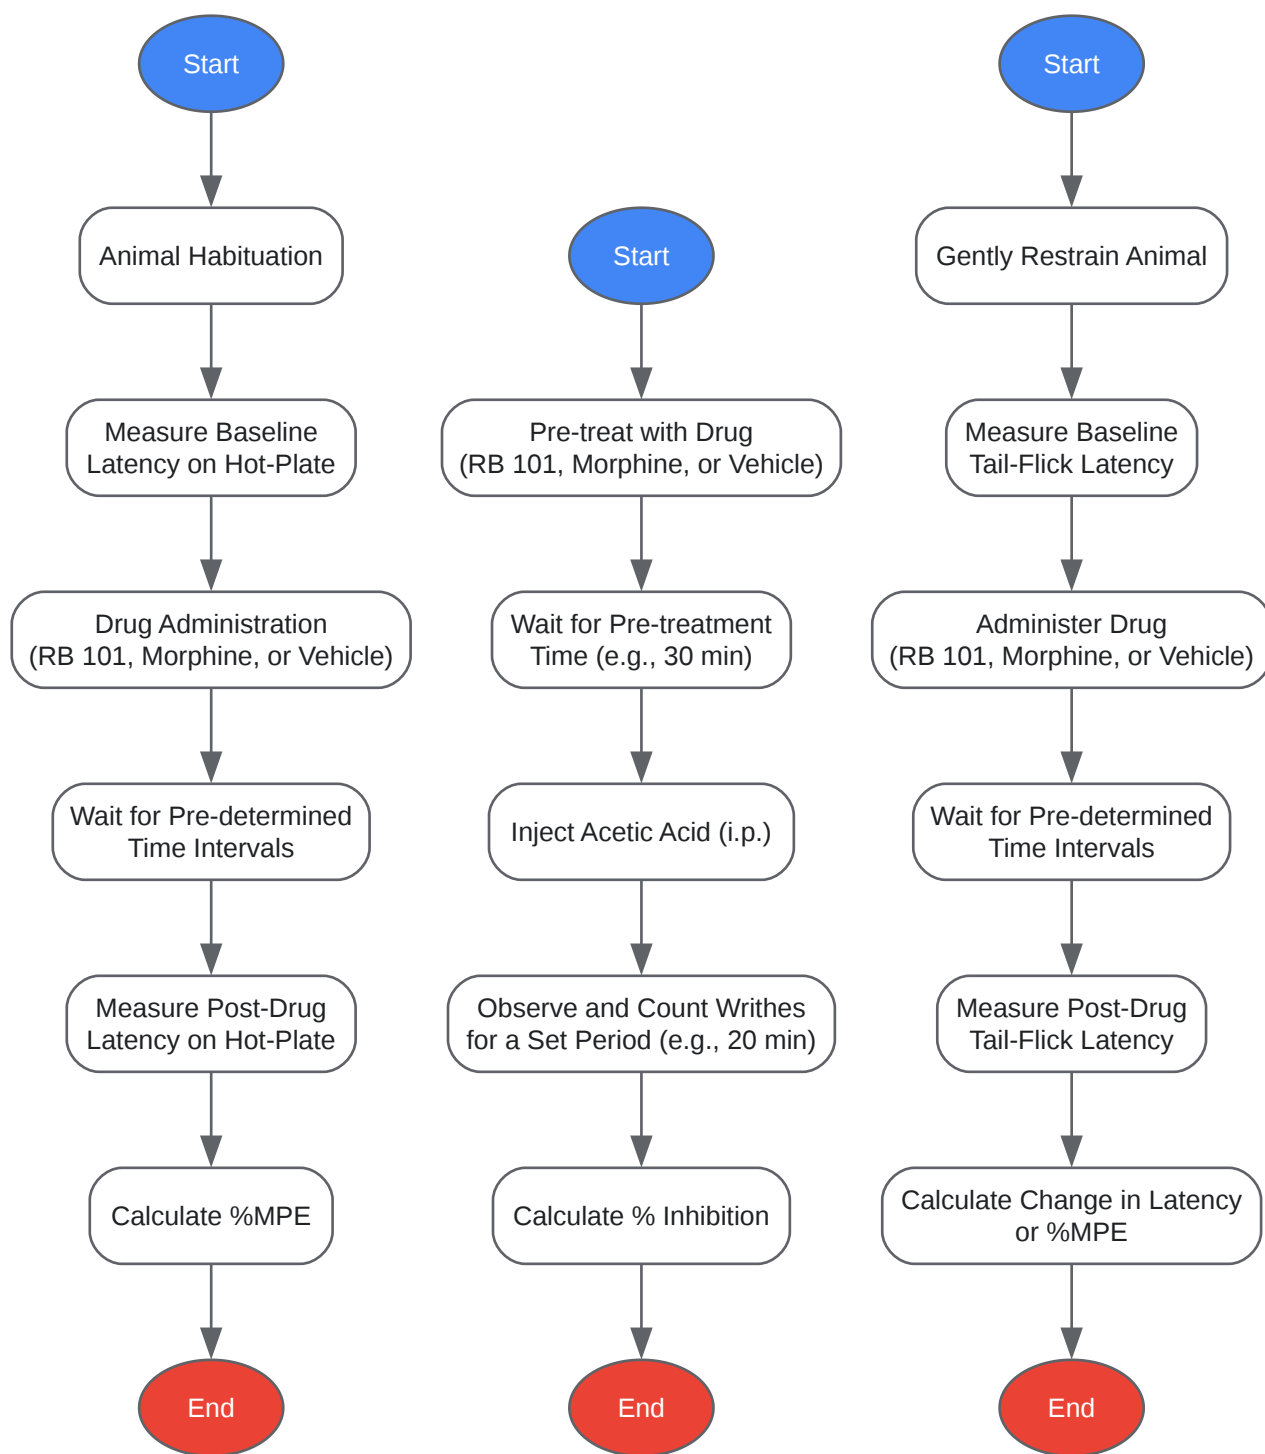 Start
Animal Habituation
Measure Baseline
Latency on Hot-Plate
Drug Administration
(RB 101, Morphine, or Vehicle)
Wait for Pre-determined
Time Intervals
Measure Post-Drug
Latency on Hot-Plate
Calculate %MPE
End
Start
Pre-treat with Drug
(RB 101, Morphine, or Vehicle)
Wait for Pre-treatment
Time (e.g., 30 min)
Inject Acetic Acid (i.p.)
Observe and Count Writhes
for a Set Period (e.g., 20 min)
Calculate % Inhibition
End
Start
Gently Restrain Animal
Measure Baseline
Tail-Flick Latency
Administer Drug
(RB 101, Morphine, or Vehicle)
Wait for Pre-determined
Time Intervals
Measure Post-Drug
Tail-Flick Latency
Calculate Change in Latency
or %MPE
End